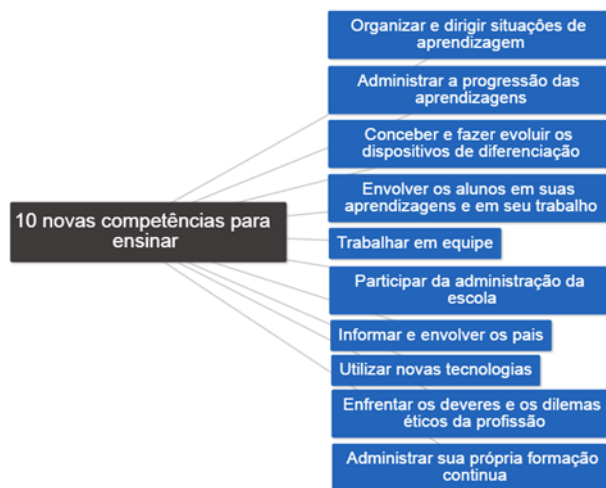 Organizar e dirigir situações de
aprendizagem
Administrar a progressão das
aprendizagens
Conceber e fazer evoluir os
dispositivos de diferenciação
Envolver os alunos em suas
aprendizagens e em seu trabalho
10 novas competências para
ensinar
Trabalhar em equipe
Participar da administração da
escola
Informar e envolver os pais
Utilizar novas tecnologias
Enfrentar os deveres e os dilemas
éticos da profissão
Administrar sua própria formação
continua